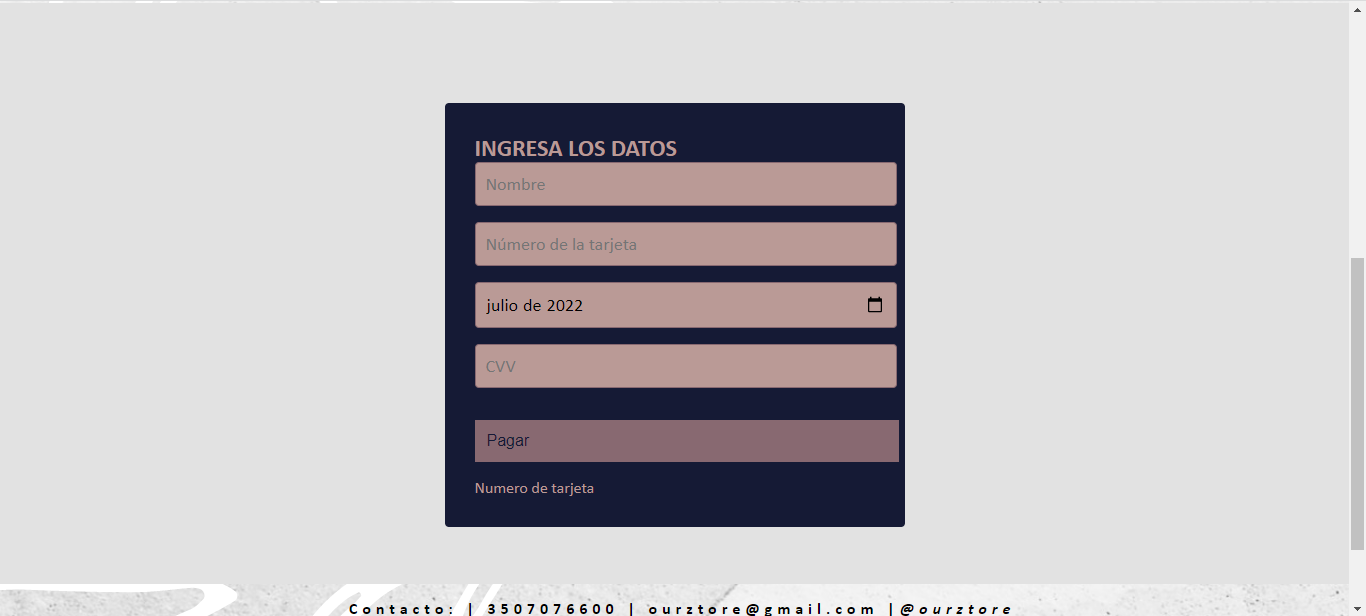 INGRESA LOS DATOS
Nombre
Número de la tarjeta
julio de 2022
CVV
Pagar
Numero de tarjeta
Contacto: | 3507076600 | ourztore@gmail.com |@ourztore